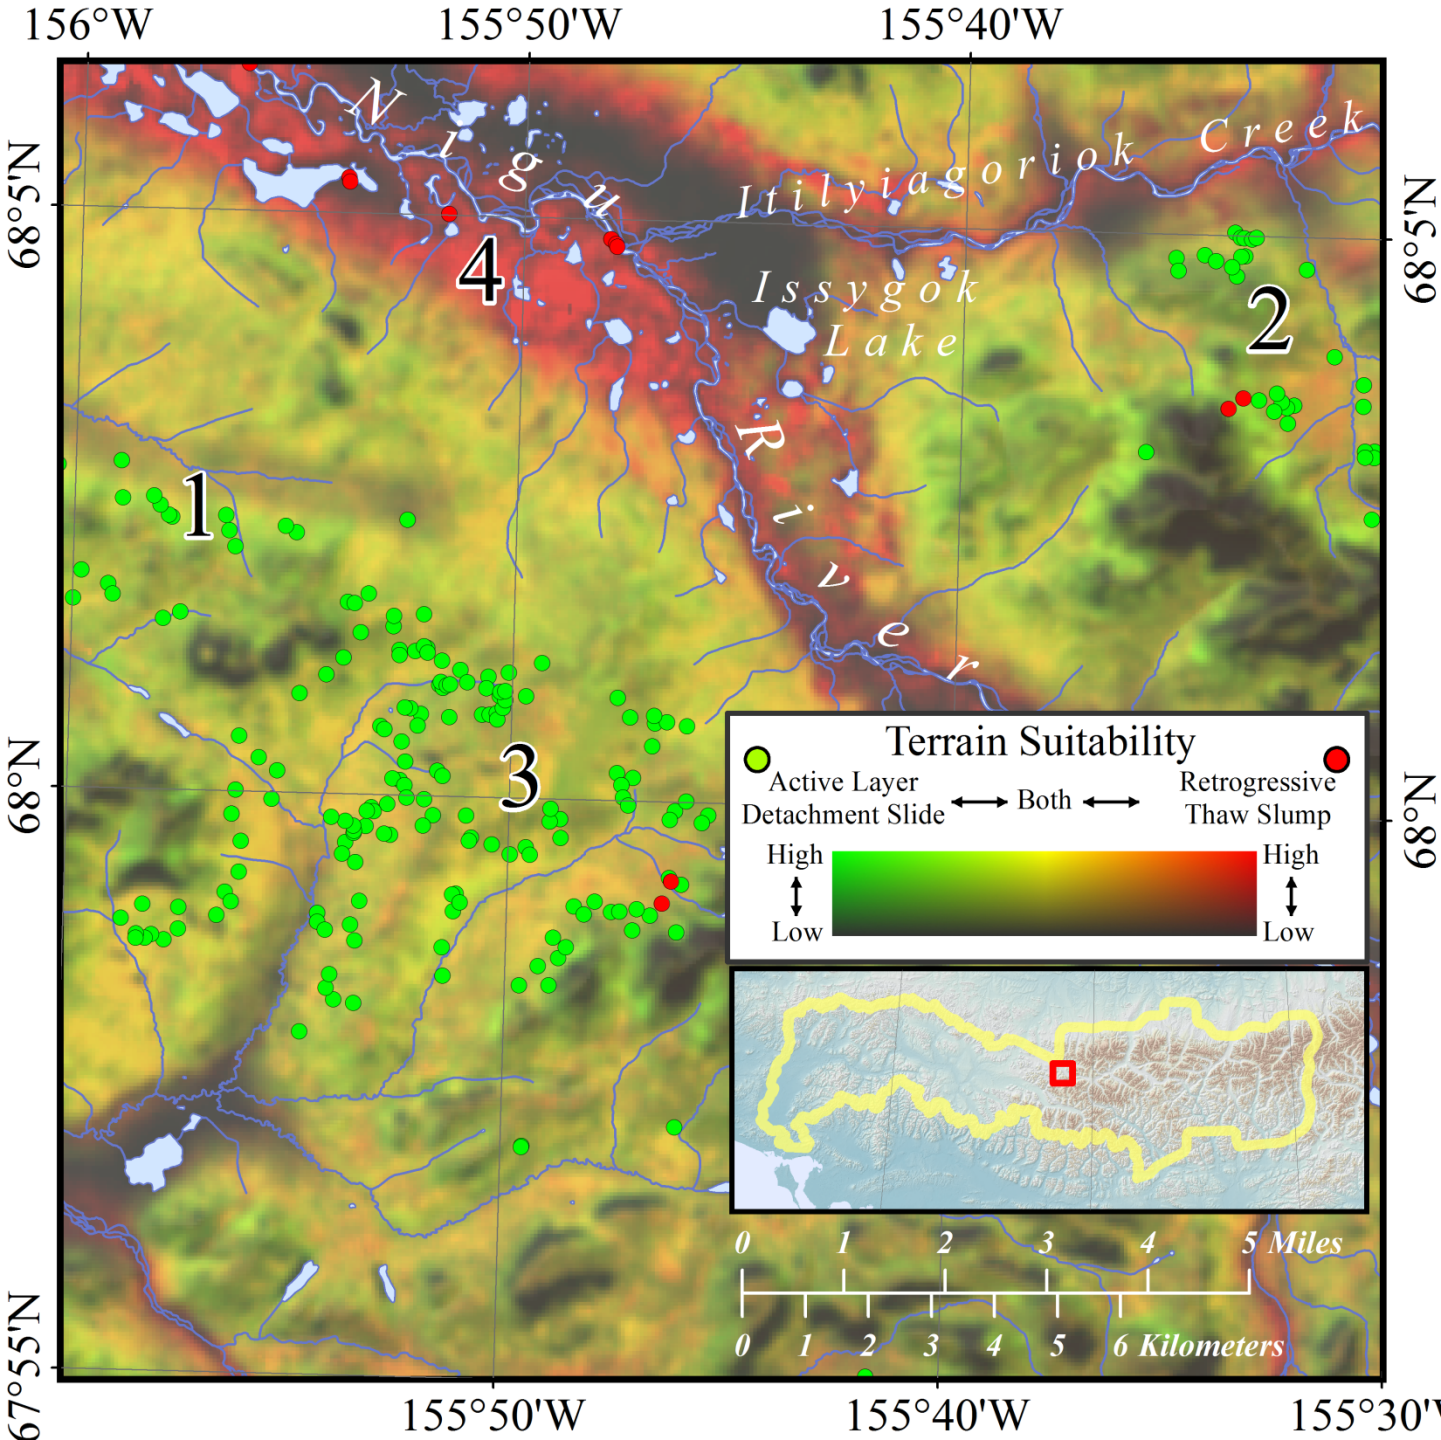 156°W 155°50'W 155°40'W
68°5'N
68°5'N
Nigu
Itilyiagoriok Creek
4
Issygok
Lake
2
River
1
3
68°N
68°N
Terrain Suitability
Active Layer
Detachment Slide
Both
Retrogressive
Thaw Slump
High High
Low Low
0 1 2 3 4 5 Miles
0 1 2 3 4 5 6 Kilometers
67°55'N
155°50'W 155°40'W 155°30'W